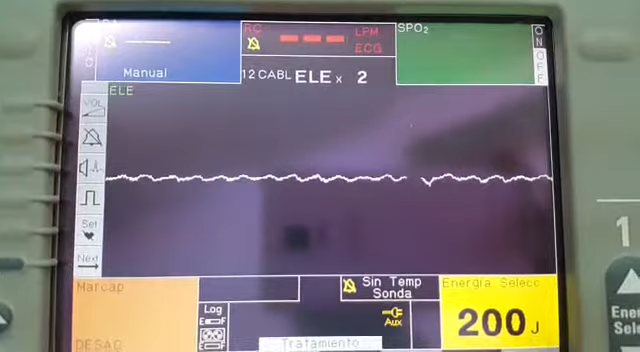 RC
LPM
ECG
SPO2
ON
OFF
Manual
12 CABL ELE x 2
ELE
VOL
Set
Next
Marcap
DESAC
Log
E F
E F
Sin Temp
Sonda
Aux
Tratamiento
Energía Selecc
200 J
1